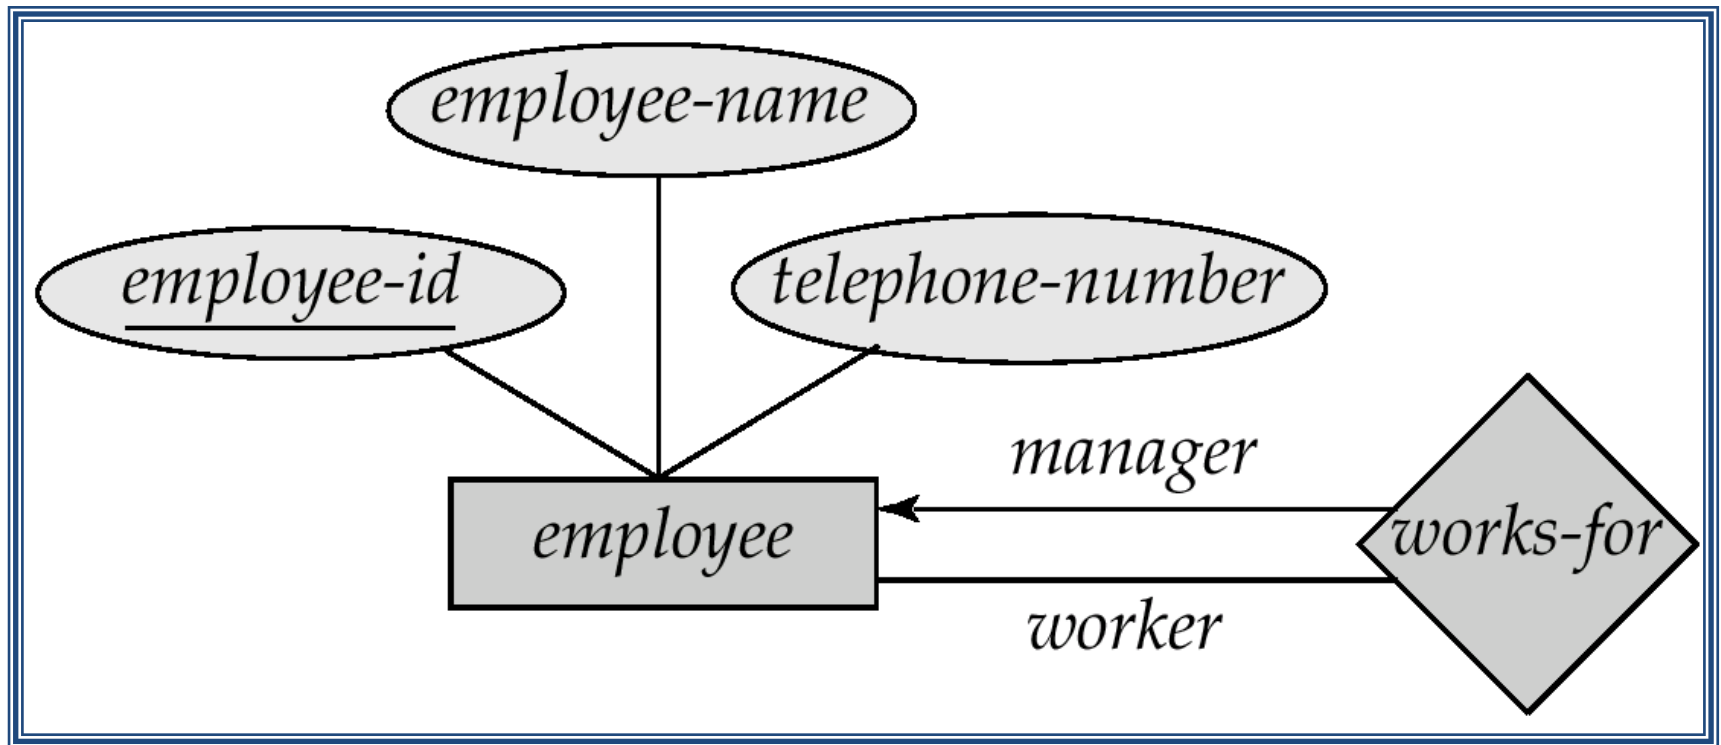 employee-name
employee-id
telephone-number
manager
employee
works-for
worker